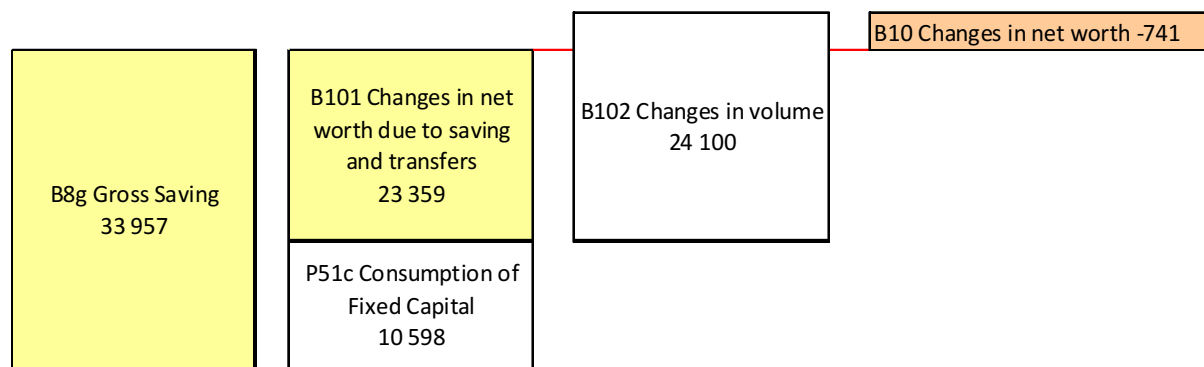 B8g Gross Saving
33 957
B101 Changes in net
worth due to saving
and transfers
23 359
P51c Consumption of
Fixed Capital
10 598
B102 Changes in volume
24 100
B10 Changes in net worth -741